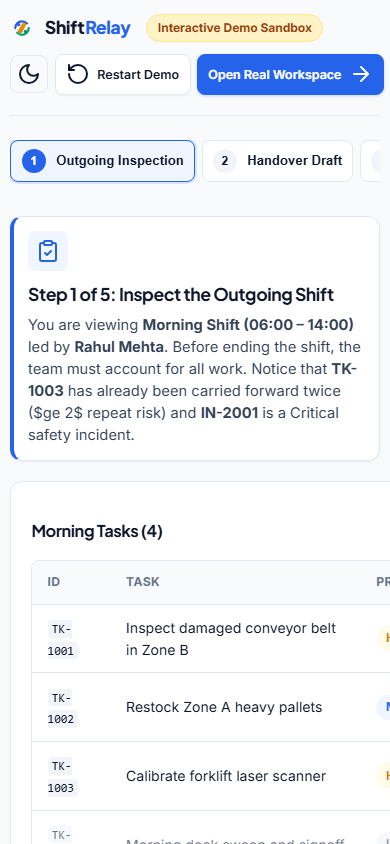 ShiftRelay
Interactive Demo Sandbox
Restart Demo
Open Real Workspace
1 Outgoing Inspection
2 Handover Draft
Step 1 of 5: Inspect the Outgoing Shift
You are viewing Morning Shift (06:00 – 14:00)
led by Rahul Mehta. Before ending the shift, the
team must account for all work. Notice that TK-
1003 has already been carried forward twice
($ge 2$ repeat risk) and IN-2001 is a Critical
safety incident.
Morning Tasks (4)
ID TASK
TK-
1001
Inspect damaged conveyor belt
in Zone B
TK-
1002
Restock Zone A heavy pallets
TK-
1003
Calibrate forklift laser scanner
TK-
Morning dock sweep and signoff